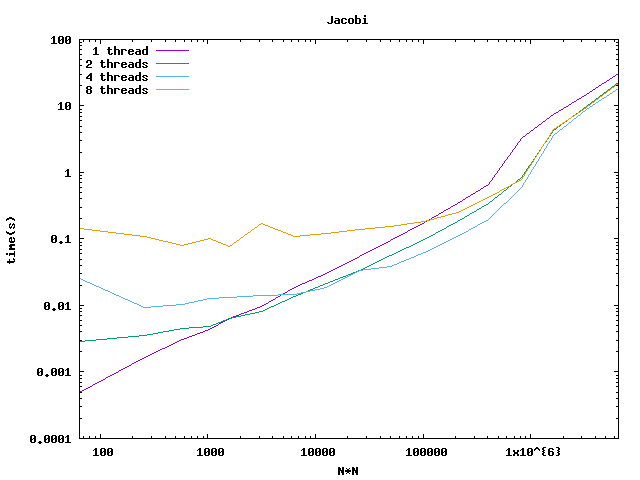 Jacobi
100
10
1
0.1
0.01
0.001
0.0001
time(s)
1 thread
2 threads
4 threads
8 threads
100 1000 10000 100000 1x10^{6}
N*N